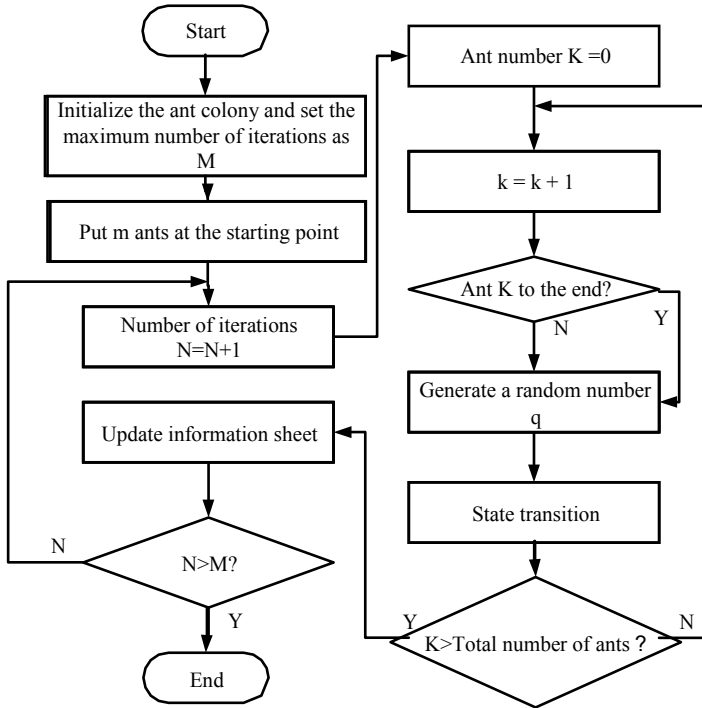 Start
Initialize the ant colony and set the
maximum number of iterations as
M
Put m ants at the starting point
Number of iterations
N=N+1
Ant number K =0
k = k + 1
Ant K to the end?
N
Y
Generate a random number
q
State transition
K>Total number of ants ?
Y
N
Update information sheet
N>M?
N
Y
End